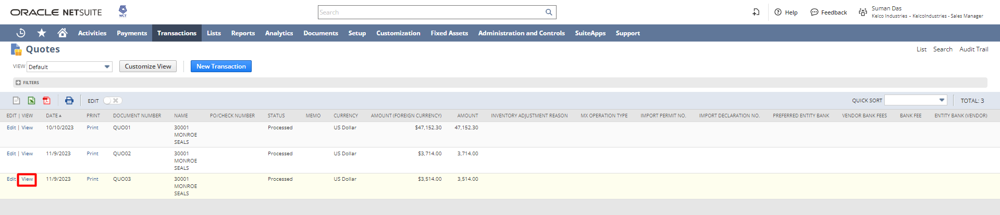 ORACLE NETSUITE
WCT
Search
Help
Feedback
Suman Das
Kelco Industries - KelcoIndustries - Sales Manager
Activities Payments Transactions Lists Reports Analytics Documents Setup Customization Fixed Assets Administration and Controls SuiteApps Support
Quotes
List Search Audit Trail
VIEW Default Customize View New Transaction
FILTERS
EDIT QUICK SORT TOTAL: 3
EDIT | VIEW DATE PRINT DOCUMENT NUMBER NAME PO/CHECK NUMBER STATUS MEMO CURRENCY AMOUNT (FOREIGN CURRENCY) AMOUNT INVENTORY ADJUSTMENT REASON MX OPERATION TYPE IMPORT PERMIT NO. IMPORT DECLARATION NO. PREFERRED ENTITY BANK VENDOR BANK FEES BANK FEE ENTITY BANK (VENDOR)
Edit | View 10/10/2023 Print QUO01 30001 Processed US Dollar $47,152.30 47,152.30
MONROE
SEALS
Edit | View 11/9/2023 Print QUO02 30001 Processed US Dollar $3,714.00 3,714.00
MONROE
SEALS
Edit View 11/9/2023 Print QUO03 30001 Processed US Dollar $3,514.00 3,514.00
MONROE
SEALS